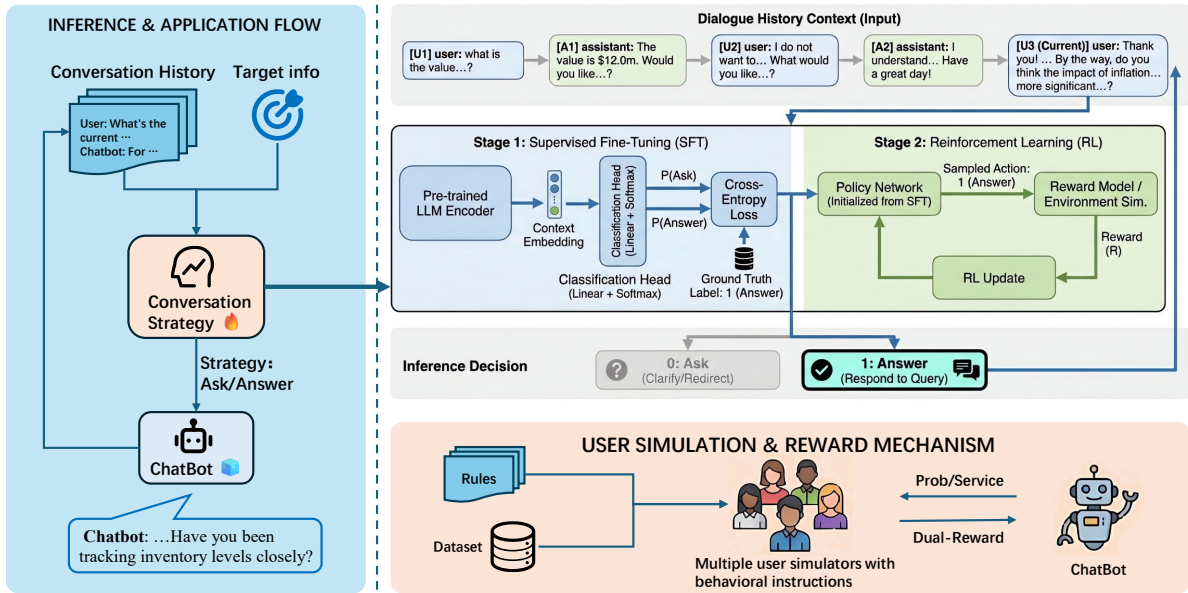 INFERENCE & APPLICATION FLOW
Conversation History
Target info
User: What's the
current ···
Chatbot: For ···
Conversation
Strategy
Strategy:
Ask/Answer
ChatBot
Chatbot: …Have you been
tracking inventory levels closely?
Dialogue History Context (Input)
[U1] user: what is
the value…?
[A1] assistant: The
value is $12.0m. Would
you like…?
[U2] user: I do not
want to… What would
you like…?
[A2] assistant: I
understand… Have
a great day!
[U3 (Current)] user: Thank
you! … By the way, do you
think the impact of inflation…
more significant…?
Stage 1: Supervised Fine-Tuning (SFT)
Pre-trained
LLM Encoder
Context
Embedding
Classification Head
(Linear + Softmax)
Classification Head
(Linear + Softmax)
P(Ask)
P(Answer)
Cross-
Entropy
Loss
Ground Truth
Label: 1 (Answer)
Stage 2: Reinforcement Learning (RL)
Policy Network
(Initialized from SFT)
Sampled Action:
1 (Answer)
Reward Model /
Environment Sim.
Reward
(R)
RL Update
Inference Decision
?
0: Ask
(Clarify/Redirect)
1: Answer
(Respond to Query)
USER SIMULATION & REWARD MECHANISM
Rules
Dataset
Multiple user simulators with
behavioral instructions
Prob/Service
Dual-Reward
ChatBot